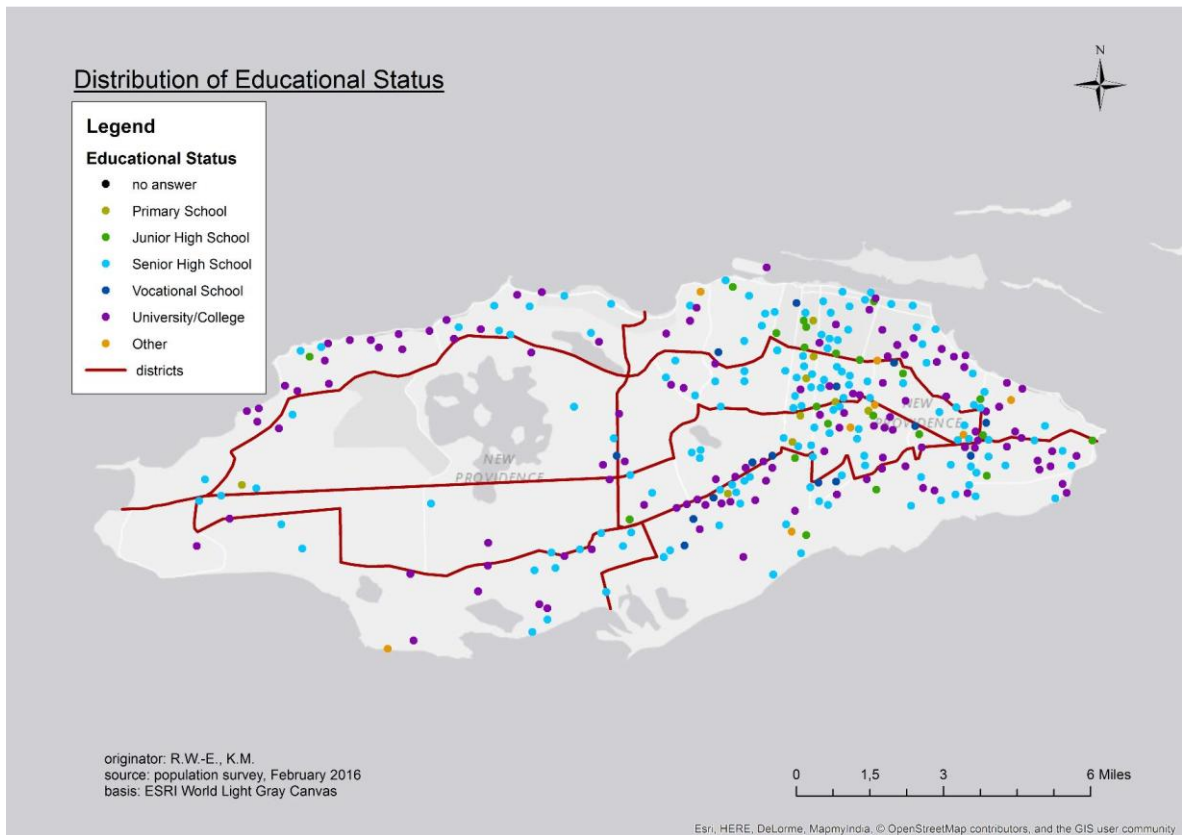 N
Distribution of Educational Status
Legend
Educational Status
no answer
Primary School
Junior High School
Senior High School
Vocational School
University/College
Other
districts
NEW
PROVIDENCE
NEW
PROVIDENCE
originator: R.W.-E., K.M.
source: population survey, February 2016
basis: ESRI World Light Gray Canvas
0 1,5 3 6 Miles
Esri, HERE, DeLorme, MapmyIndia, © OpenStreetMap contributors, and the GIS user community